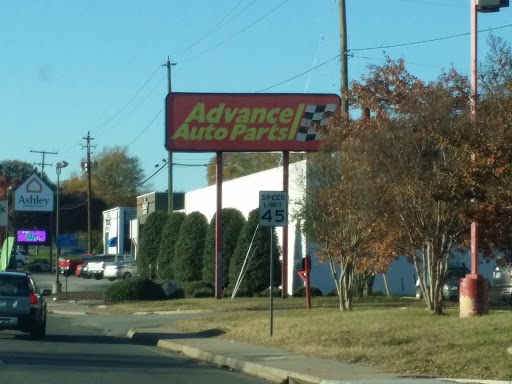 Advance
Auto Parts
SPEED
LIMIT
45
Ashley